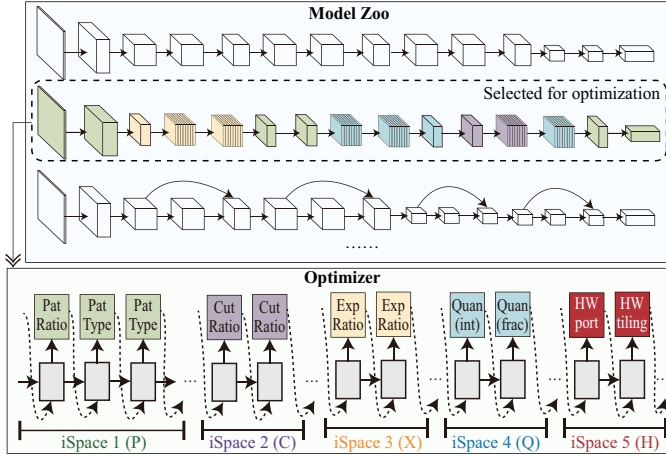 Model Zoo
Selected for optimization
......
Optimizer
Pat Ratio
Pat Type
Pat Type
...
Cut Ratio
Cut Ratio
...
Exp Ratio
Exp Ratio
...
Quan (int)
Quan (frac)
...
HW port
HW tiling
iSpace 1 (P)
iSpace 2 (C)
iSpace 3 (X)
iSpace 4 (Q)
iSpace 5 (H)